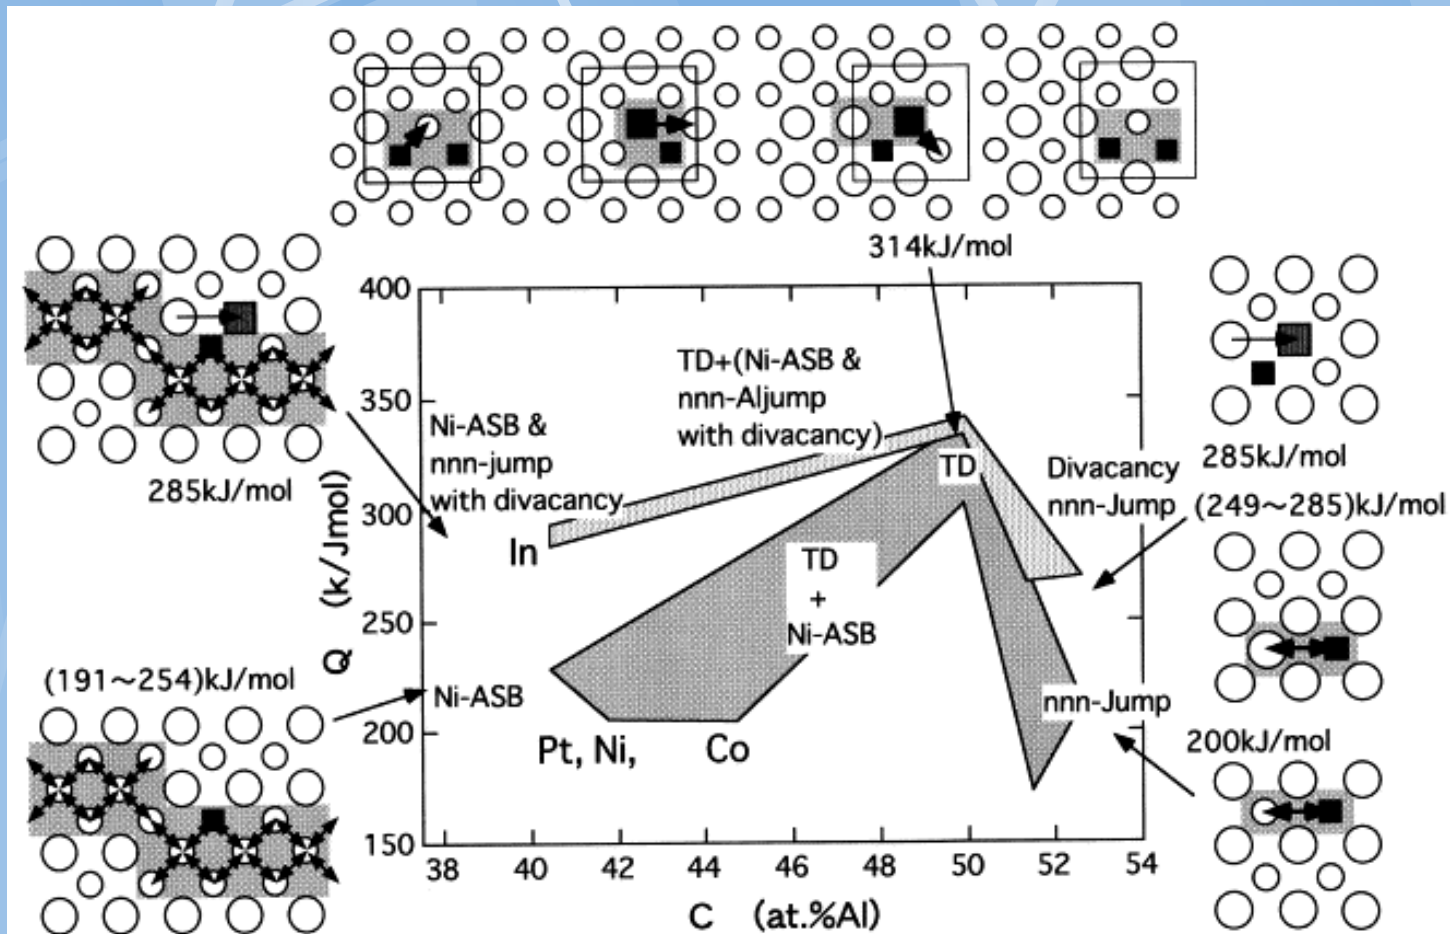 314kJ/mol
400
350
300
250
200
150
Q (k/Jmol)
TD+(Ni-ASB &
nnn-Aljump
with divacancy)
Ni-ASB &
nnn-jump
with divacancy
285kJ/mol
In
TD
Divacancy
nnn-Jump
285kJ/mol
(249~285)kJ/mol
TD
+
Ni-ASB
(191~254)kJ/mol
Ni-ASB
nnn-Jump
200kJ/mol
Pt, Ni,
Co
38 40 42 44 46 48 50 52 54
C (at.%Al)